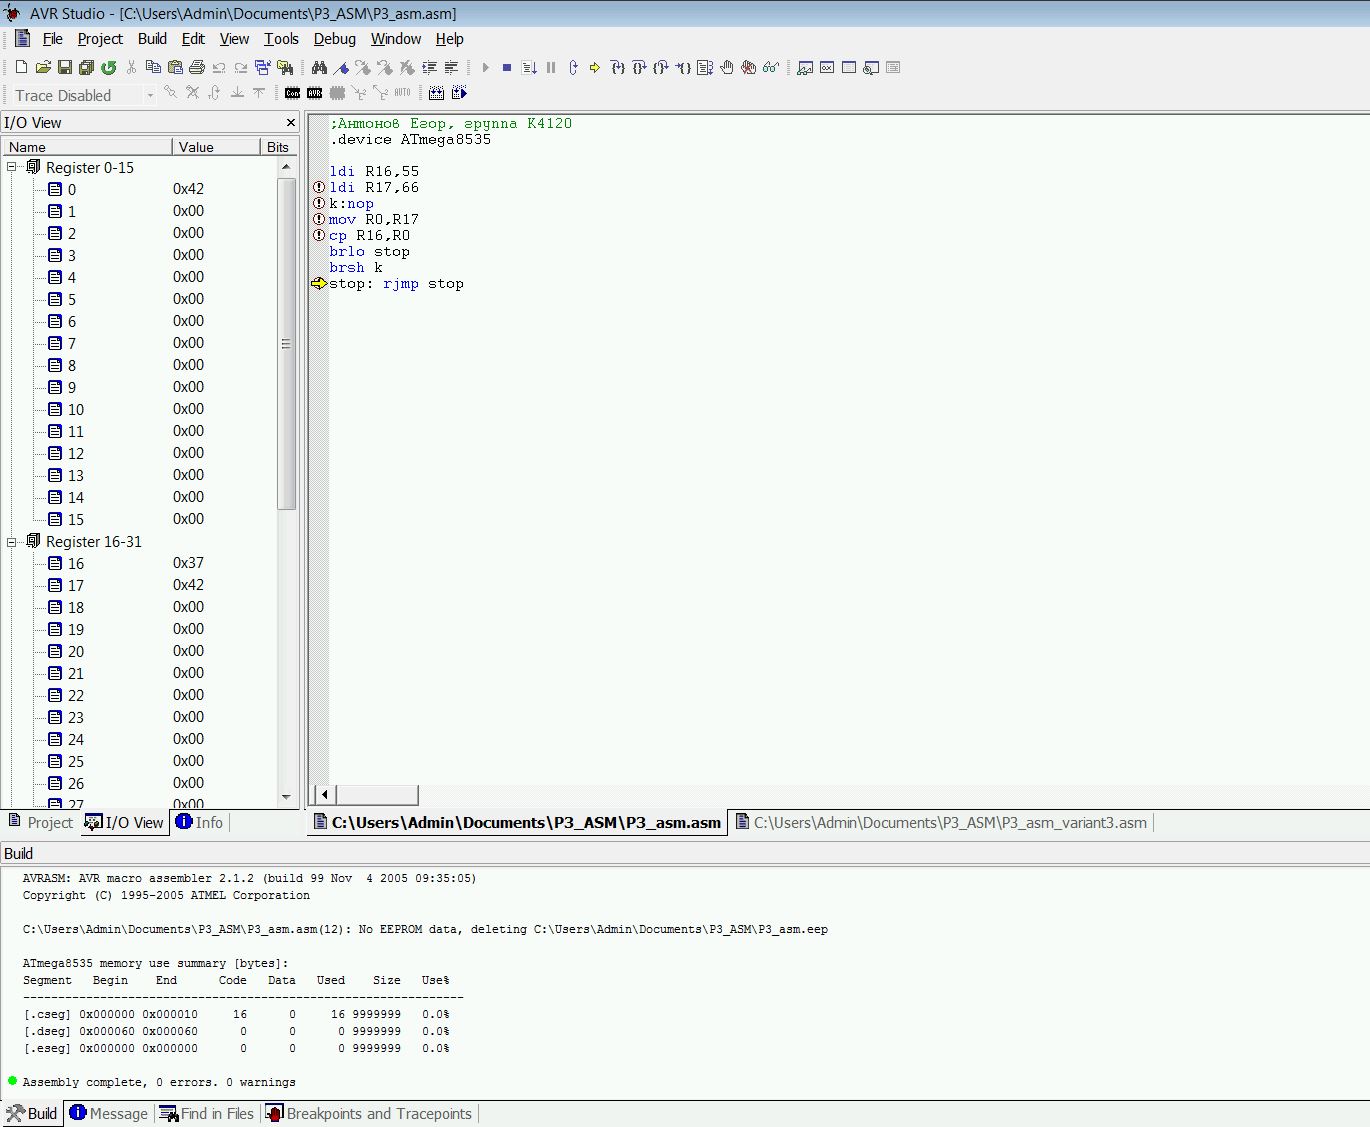 AVR Studio - [C:\Users\Admin\Documents\P3_ASM\P3_asm.asm]
File Project Build Edit View Tools Debug Window Help
Trace Disabled
Con AVR AUTO
I/O View
Name Value Bits
Register 0-15
0 0x42
1 0x00
2 0x00
3 0x00
4 0x00
5 0x00
6 0x00
7 0x00
8 0x00
9 0x00
10 0x00
11 0x00
12 0x00
13 0x00
14 0x00
15 0x00
Register 16-31
16 0x37
17 0x42
18 0x00
19 0x00
20 0x00
21 0x00
22 0x00
23 0x00
24 0x00
25 0x00
26 0x00
27 0x00
Project I/O View Info
;Антонов Егор, группа К4120
.device ATmega8535
ldi R16,55
ldi R17,66
k:nop
mov R0,R17
cp R16,R0
brlo stop
brsh k
stop: rjmp stop
C:\Users\Admin\Documents\P3_ASM\P3_asm.asm C:\Users\Admin\Documents\P3_ASM\P3_asm_variant3.asm
Build
AVRASM: AVR macro assembler 2.1.2 (build 99 Nov  4 2005 09:35:05)
Copyright (C) 1995-2005 ATMEL Corporation
C:\Users\Admin\Documents\P3_ASM\P3_asm.asm(12): No EEPROM data, deleting C:\Users\Admin\Documents\P3_ASM\P3_asm.eep
ATmega8535 memory use summary [bytes]:
Segment Begin End Code Data Used Size Use%
---------------------------------------------------------------
[.cseg] 0x000000 0x000010 16 0 16 9999999 0.0%
[.dseg] 0x000060 0x000060 0 0 0 9999999 0.0%
[.eseg] 0x000000 0x000000 0 0 0 9999999 0.0%
Assembly complete, 0 errors. 0 warnings
Build Message Find in Files Breakpoints and Tracepoints